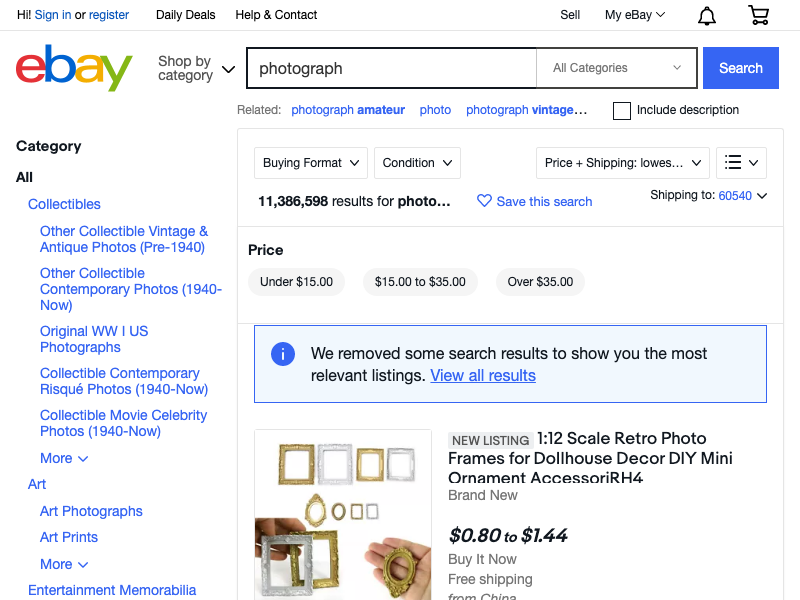 Hi! Sign in or register Daily Deals Help & Contact Sell My eBay
ebay
Shop by category
photograph
All Categories
Search
Related: photograph amateur photo photograph vintage...
Include description
Category
All
Collectibles
Other Collectible Vintage &
Antique Photos (Pre-1940)
Other Collectible
Contemporary Photos (1940-
Now)
Original WW I US
Photographs
Collectible Contemporary
Risqué Photos (1940-Now)
Collectible Movie Celebrity
Photos (1940-Now)
More
Art
Art Photographs
Art Prints
More
Entertainment Memorabilia
Buying Format Condition Price + Shipping: lowes...
11,386,598 results for photo... Save this search Shipping to: 60540
Price
Under $15.00 $15.00 to $35.00 Over $35.00
We removed some search results to show you the most
relevant listings. View all results
NEW LISTING 1:12 Scale Retro Photo
Frames for Dollhouse Decor DIY Mini
Ornament AccessoriRH4
Brand New
$0.80 to $1.44
Buy It Now
Free shipping
from China